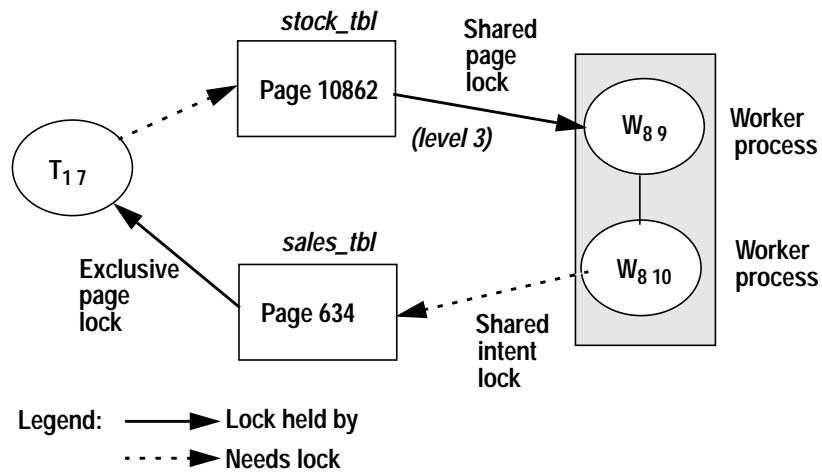 stock_tbl
Page 10862
Shared
page
lock
(level 3)
W8 9
Worker
process
T1 7
sales_tbl
Exclusive
page
lock
Page 634
W8 10
Worker
process
Shared
intent
lock
Legend:
Lock held by
Needs lock